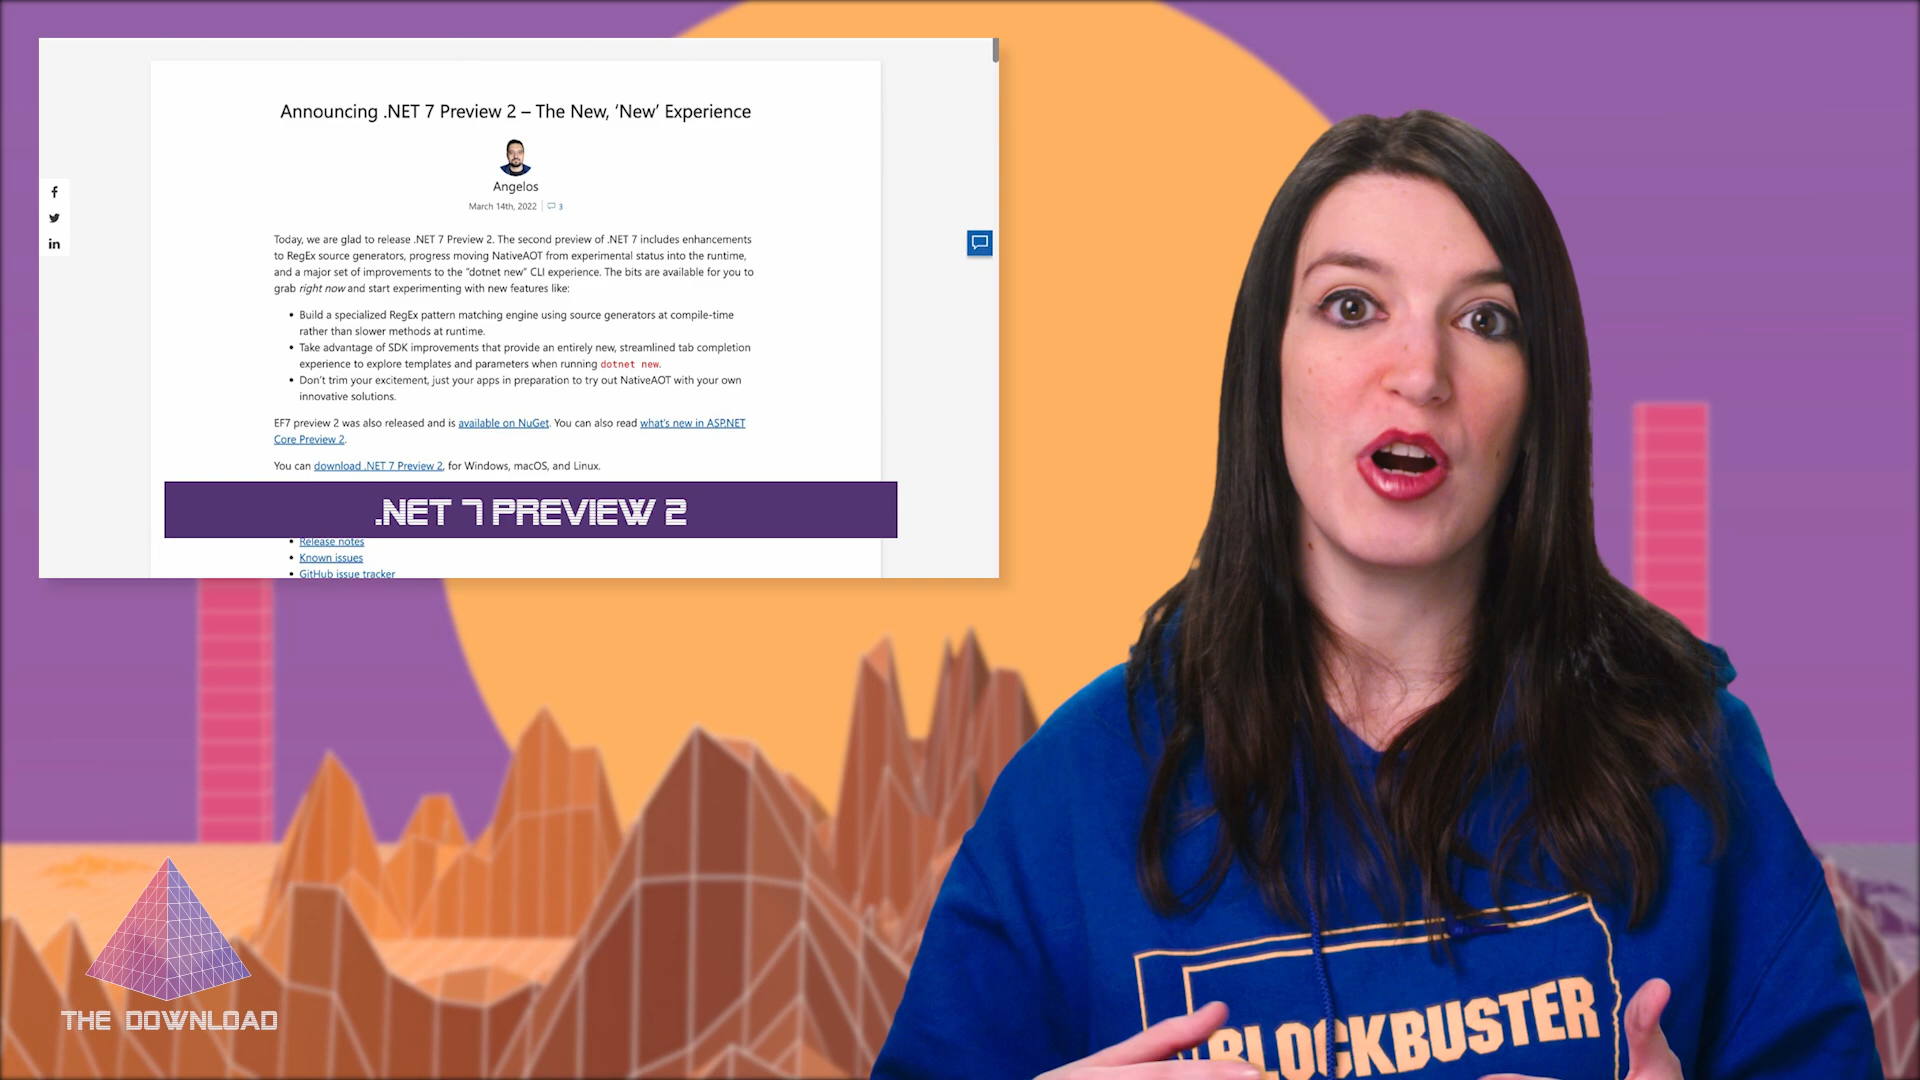 Announcing .NET 7 Preview 2 – The New, ‘New’ Experience
Angelos
March 14th, 2022
3
Today, we are glad to release .NET 7 Preview 2. The second preview of .NET 7 includes enhancements
to RegEx source generators, progress moving NativeAOT from experimental status into the runtime,
and a major set of improvements to the “dotnet new” CLI experience. The bits are available for you to
grab right now and start experimenting with new features like:
• Build a specialized RegEx pattern matching engine using source generators at compile-time
rather than slower methods at runtime.
• Take advantage of SDK improvements that provide an entirely new, streamlined tab completion
experience to explore templates and parameters when running dotnet new.
• Don’t trim your excitement, just your apps in preparation to try out NativeAOT with your own
innovative solutions.
EF7 preview 2 was also released and is available on NuGet. You can also read what’s new in ASP.NET
Core Preview 2.
You can download .NET 7 Preview 2, for Windows, macOS, and Linux.
.NET 7 PREVIEW 2
• Release notes
• Known issues
• GitHub issue tracker
f
in
THE DOWNLOAD
BLOCKBUSTER